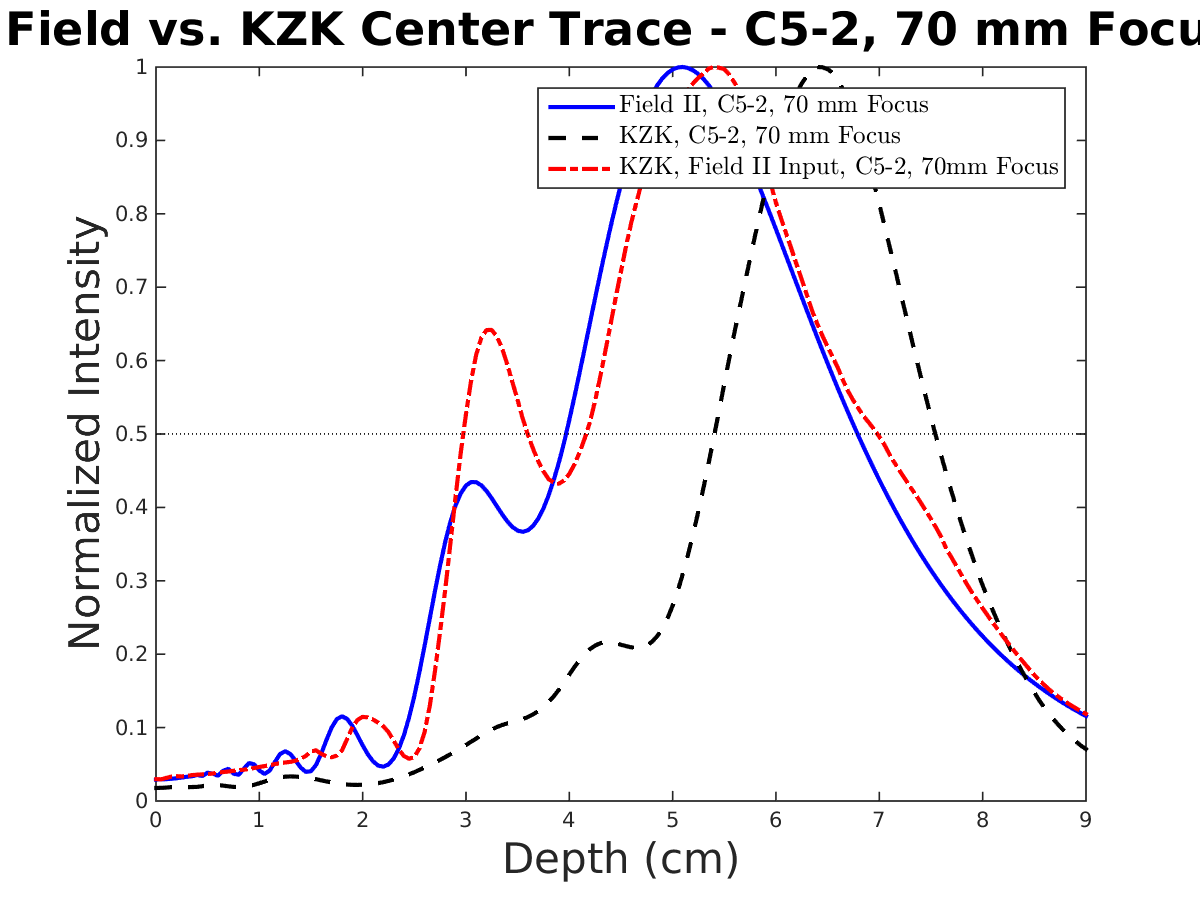 Field vs. KZK Center Trace - C5-2, 70 mm Focu
1
0.9
0.8
0.7
0.6
0.5
0.4
0.3
0.2
0.1
0
Normalized Intensity
Field II, C5-2, 70 mm Focus
KZK, C5-2, 70 mm Focus
KZK, Field II Input, C5-2, 70mm Focus
0 1 2 3 4 5 6 7 8 9
Depth (cm)